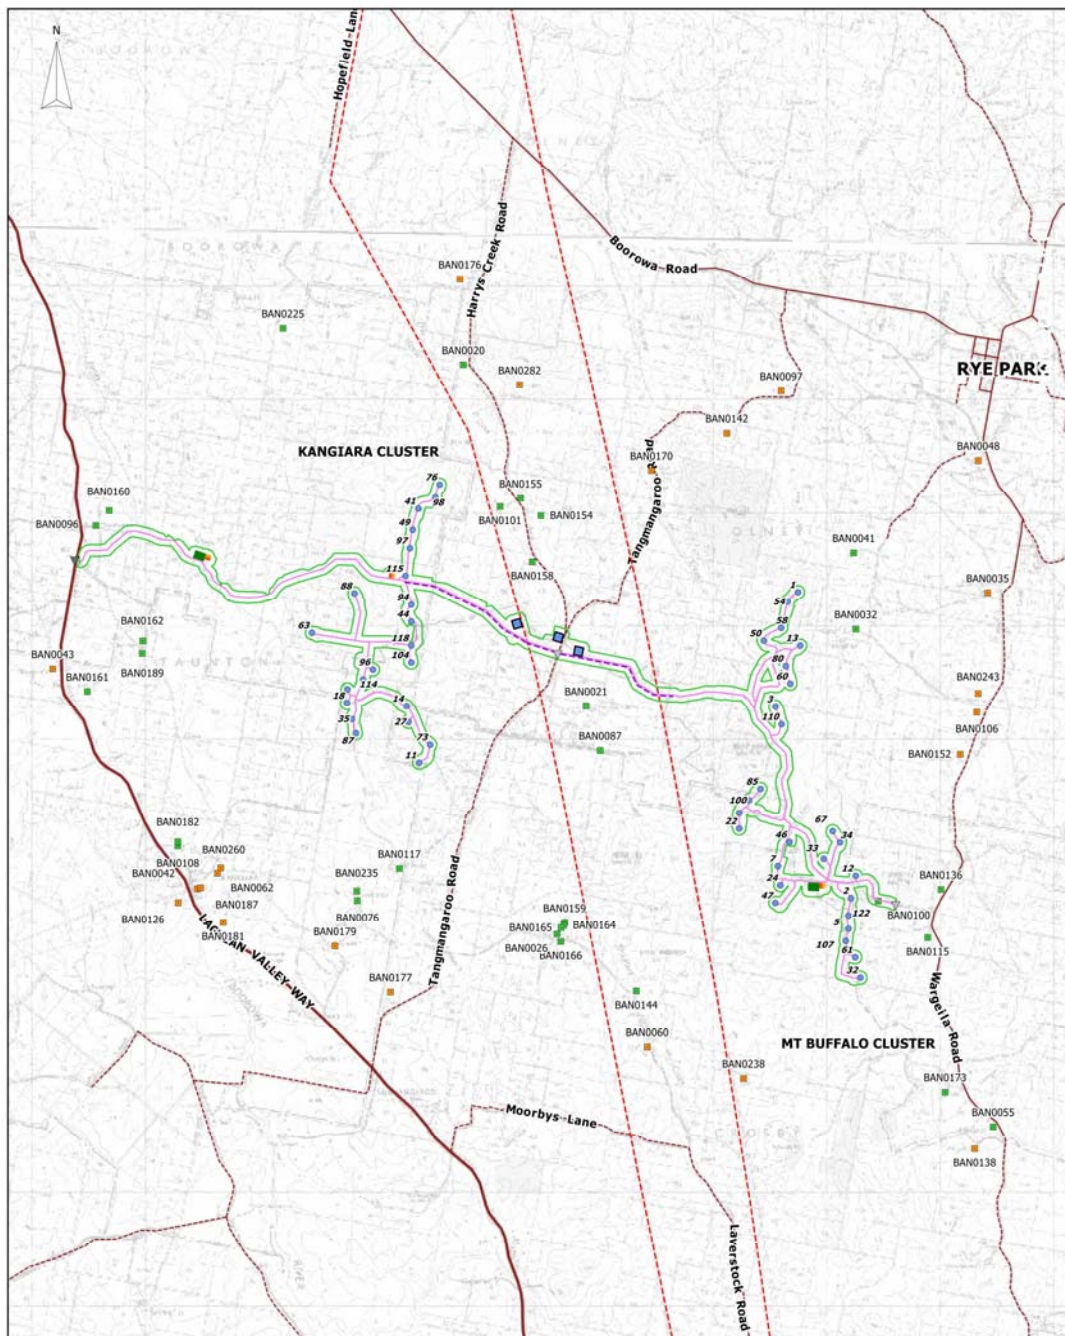 N
Hopefield Lane
Harrys Creek Road
Boorowa Road
BAN0176
BAN0225
BAN0020
BAN0282
RYE PARK
BAN0097
BAN0142
BAN0170
Tangmangaroo Road
BAN0048
KANGIARA CLUSTER
76
98
41
49
97
115
BAN0160
BAN0096
BAN0155
BAN0101
BAN0154
BAN0158
BAN0041
BAN0035
88
94
44
63
118
104
96
114
18
14
35
27
87
73
11
1
54
58
50
13
80
60
3
110
BAN0032
BAN0162
BAN0043
BAN0189
BAN0161
TAUNTON
BAN0243
BAN0021
BAN0106
BAN0087
BAN0152
85
100
22
67
46
34
33
7
12
24
2
47
122
5
107
61
32
BAN0182
BAN0108
BAN0260
BAN0042
BAN0062
BAN0187
BAN0126
BAN0181
BAN0117
BAN0235
BAN0076
BAN0179
BAN0177
LACHLAN VALLEY WAY
Tangmangaroo Road
BAN0159
BAN0165
BAN0164
BAN0026
BAN0166
BAN0144
BAN0060
BAN0136
BAN0100
BAN0115
Wargeila Road
MT BUFFALO CLUSTER
BAN0238
BAN0173
BAN0055
BAN0138
Moorbys Lane
Laverstock Road